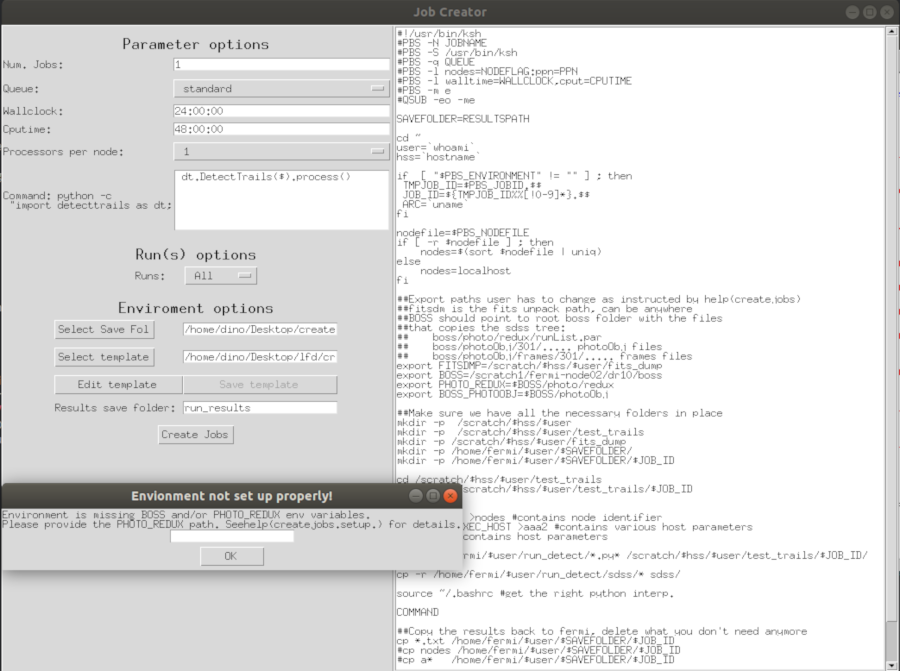 Job Creator
Parameter options
Num. Jobs: 1
Queue: standard
Wallclock: 24:00:00
Cputime: 48:00:00
Processors per node: 1
Command: python -c
"import detecttrails as dt;
dt.DetectTrails($).process()
Run(s) options
Runs: All
Enviroment options
Select Save Fol /home/dino/Desktop/create
Select template /home/dino/Desktop/lfd/cr
Edit template Save template
Results save folder: run_results
Create Jobs
Envionment not set up properly!
Environment is missing BOSS and/or PHOTO_REDUX env variables.
Please provide the PHOTO_REDUX path. Seehelp(createjobs.setup.) for details.
OK
#!/usr/bin/ksh
#PBS -N JOBNAME
#PBS -S /usr/bin/ksh
#PBS -q QUEUE
#PBS -l nodes=NODEFLAG:ppn=PPN
#PBS -l walltime=WALLCLOCK,cput=CPUTIME
#PBS -m e
#QSUB -eo -me
SAVEFOLDER=RESULTSPATH
cd ~
user=`whoami`
hss=`hostname`
if [ "$PBS_ENVIRONMENT" != "" ] ; then
TMPJOB_ID=$PBS_JOBID.$$
JOB_ID=${TMPJOB_ID%%[!0-9]*}.$$
ARC=`uname`
fi
nodefile=$PBS_NODEFILE
if [ -r $nodefile ] ; then
nodes=$(sort $nodefile | uniq)
else
nodes=localhost
fi
##Export paths user has to change as instructed by help(createjobs)
##fitsdm is the fits unpack path, can be anywhere
##BOSS should point to root boss folder with the files
##that copies the sdss tree:
## boss/photo/redux/runList.par
## boss/photoObj/301/..... photoObj files
## boss/photoObj/frames/301/..... frames files
export FITSDMP=/scratch/$hss/$user/fits_dump
export BOSS=/scratch1/fermi-node02/dr10/boss
export PHOTO_REDUX=$BOSS/photo/redux
export BOSS_PHOTOOBJ=$BOSS/photoObj
##Make sure we have all the necessary folders in place
mkdir -p /scratch/$hss/$user
mkdir -p /scratch/$hss/$user/test_trails
mkdir -p /scratch/$hss/$user/fits_dump
mkdir -p /home/fermi/$user/$SAVEFOLDER/
mkdir -p /home/fermi/$user/$SAVEFOLDER/$JOB_ID
cd /scratch/$hss/$user/test_trails
/$hss/$user/test_trails/$JOB_ID
>nodes #contains node identifier
EXEC_HOST >aaa2 #contains various host parameters
contains host parameters
rmi/$user/run_detect/*.py* /scratch/$hss/$user/test_trails/$JOB_ID/
cp -r /home/fermi/$user/run_detect/sdss/* sdss/
source ~/.bashrc #get the right python interp.
COMMAND
##Copy the results back to fermi, delete what you don't need anymore
cp *.txt /home/fermi/$user/$SAVEFOLDER/$JOB_ID
#cp nodes /home/fermi/$user/$SAVEFOLDER/$JOB_ID
#cp a* /home/fermi/$user/$SAVEFOLDER/$JOB_ID